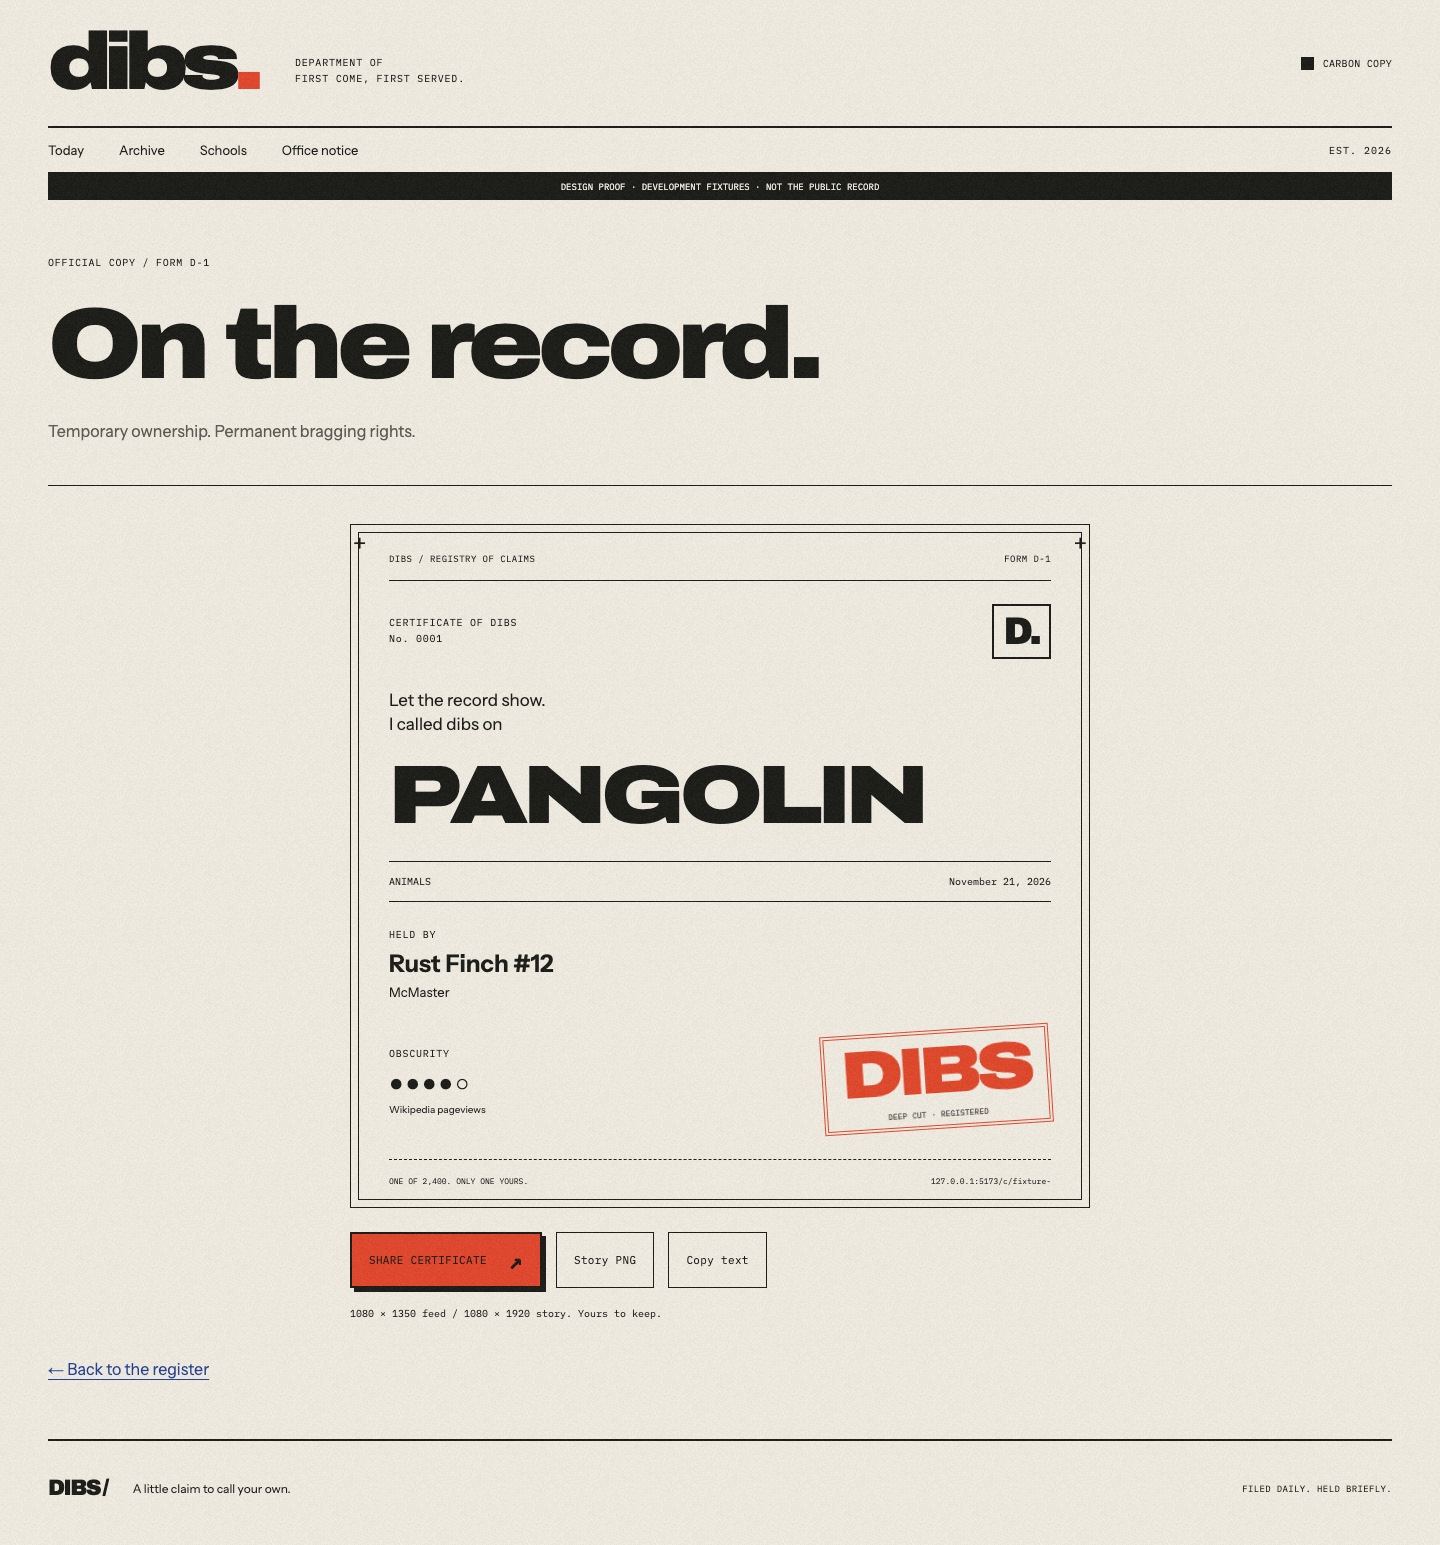 dibs.
DEPARTMENT OF
FIRST COME, FIRST SERVED.
CARBON COPY
Today Archive Schools Office notice
EST. 2026
DESIGN PROOF · DEVELOPMENT FIXTURES · NOT THE PUBLIC RECORD
OFFICIAL COPY / FORM D-1
On the record.
Temporary ownership. Permanent bragging rights.
DIBS / REGISTRY OF CLAIMS
FORM D-1
CERTIFICATE OF DIBS
No. 0001
D.
Let the record show.
I called dibs on
PANGOLIN
ANIMALS
November 21, 2026
HELD BY
Rust Finch #12
McMaster
OBSCURITY
●●●●○
Wikipedia pageviews
DIBS
DEEP CUT · REGISTERED
ONE OF 2,400. ONLY ONE YOURS.
127.0.0.1:5173/c/fixture-
SHARE CERTIFICATE ↗
Story PNG
Copy text
1080 × 1350 feed / 1080 × 1920 story. Yours to keep.
← Back to the register
DIBS/
A little claim to call your own.
FILED DAILY. HELD BRIEFLY.